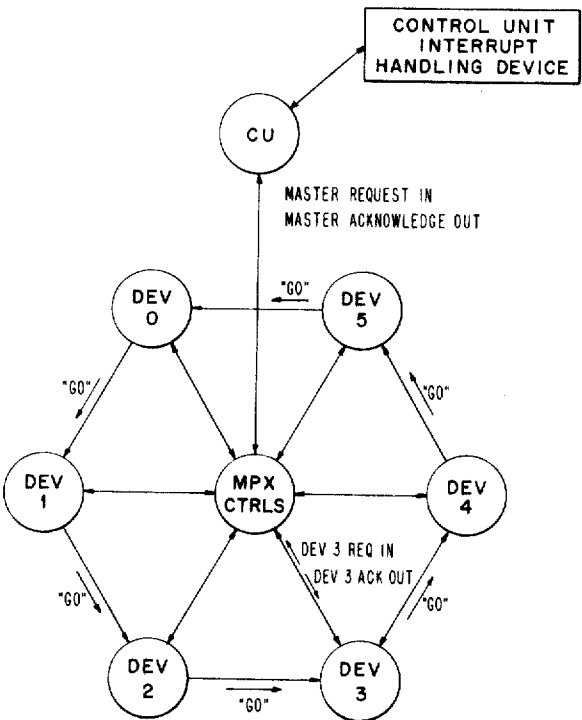 CONTROL UNIT
INTERRUPT
HANDLING DEVICE
CU
MASTER REQUEST IN
MASTER ACKNOWLEDGE OUT
"GO"
DEV
0
DEV
5
"GO"
"GO"
DEV
1
MPX
CTRLS
DEV
4
DEV 3 REQ IN
DEV 3 ACK OUT
"GO"
"GO"
DEV
2
DEV
3
"GO"